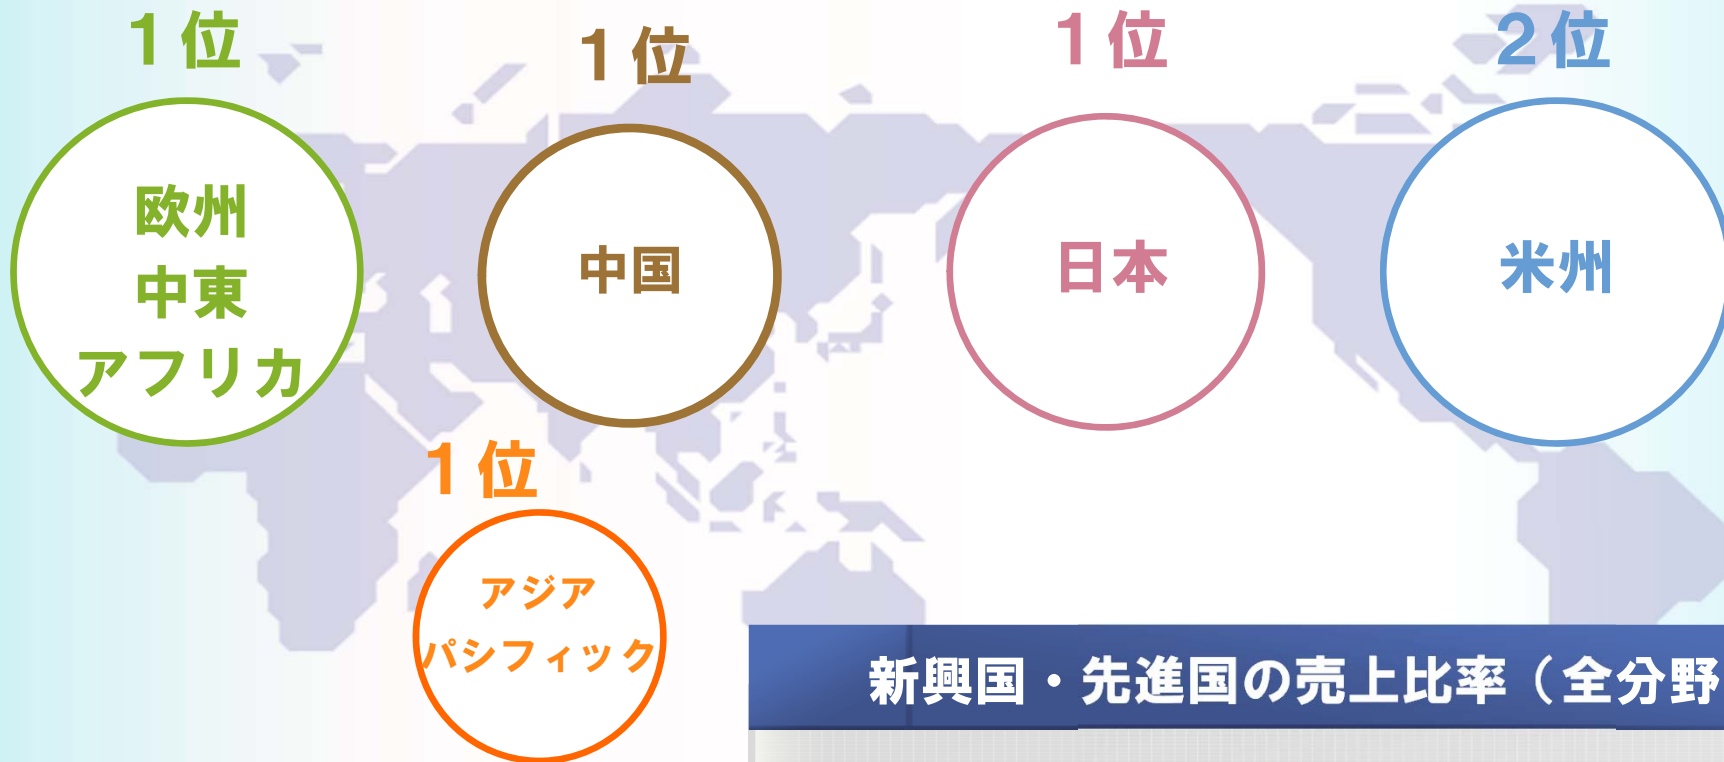 1位
欧州
中東
アフリカ
1位
中国
1位
日本
2位
米州
1位
アジア
パシフィック
新興国・先進国の売上比率（全分野